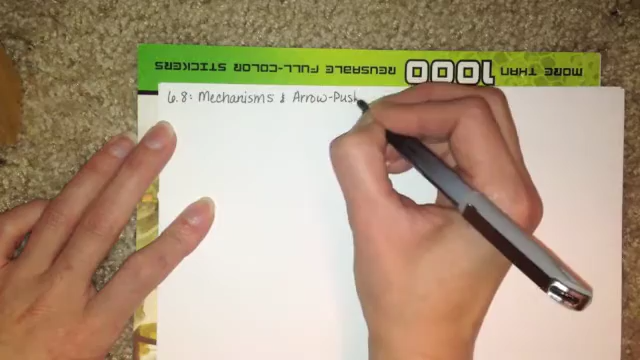 MORE THAN 1000 REUSABLE FULL-COLOR STICKERS
6.8: Mechanisms & Arrow-Push